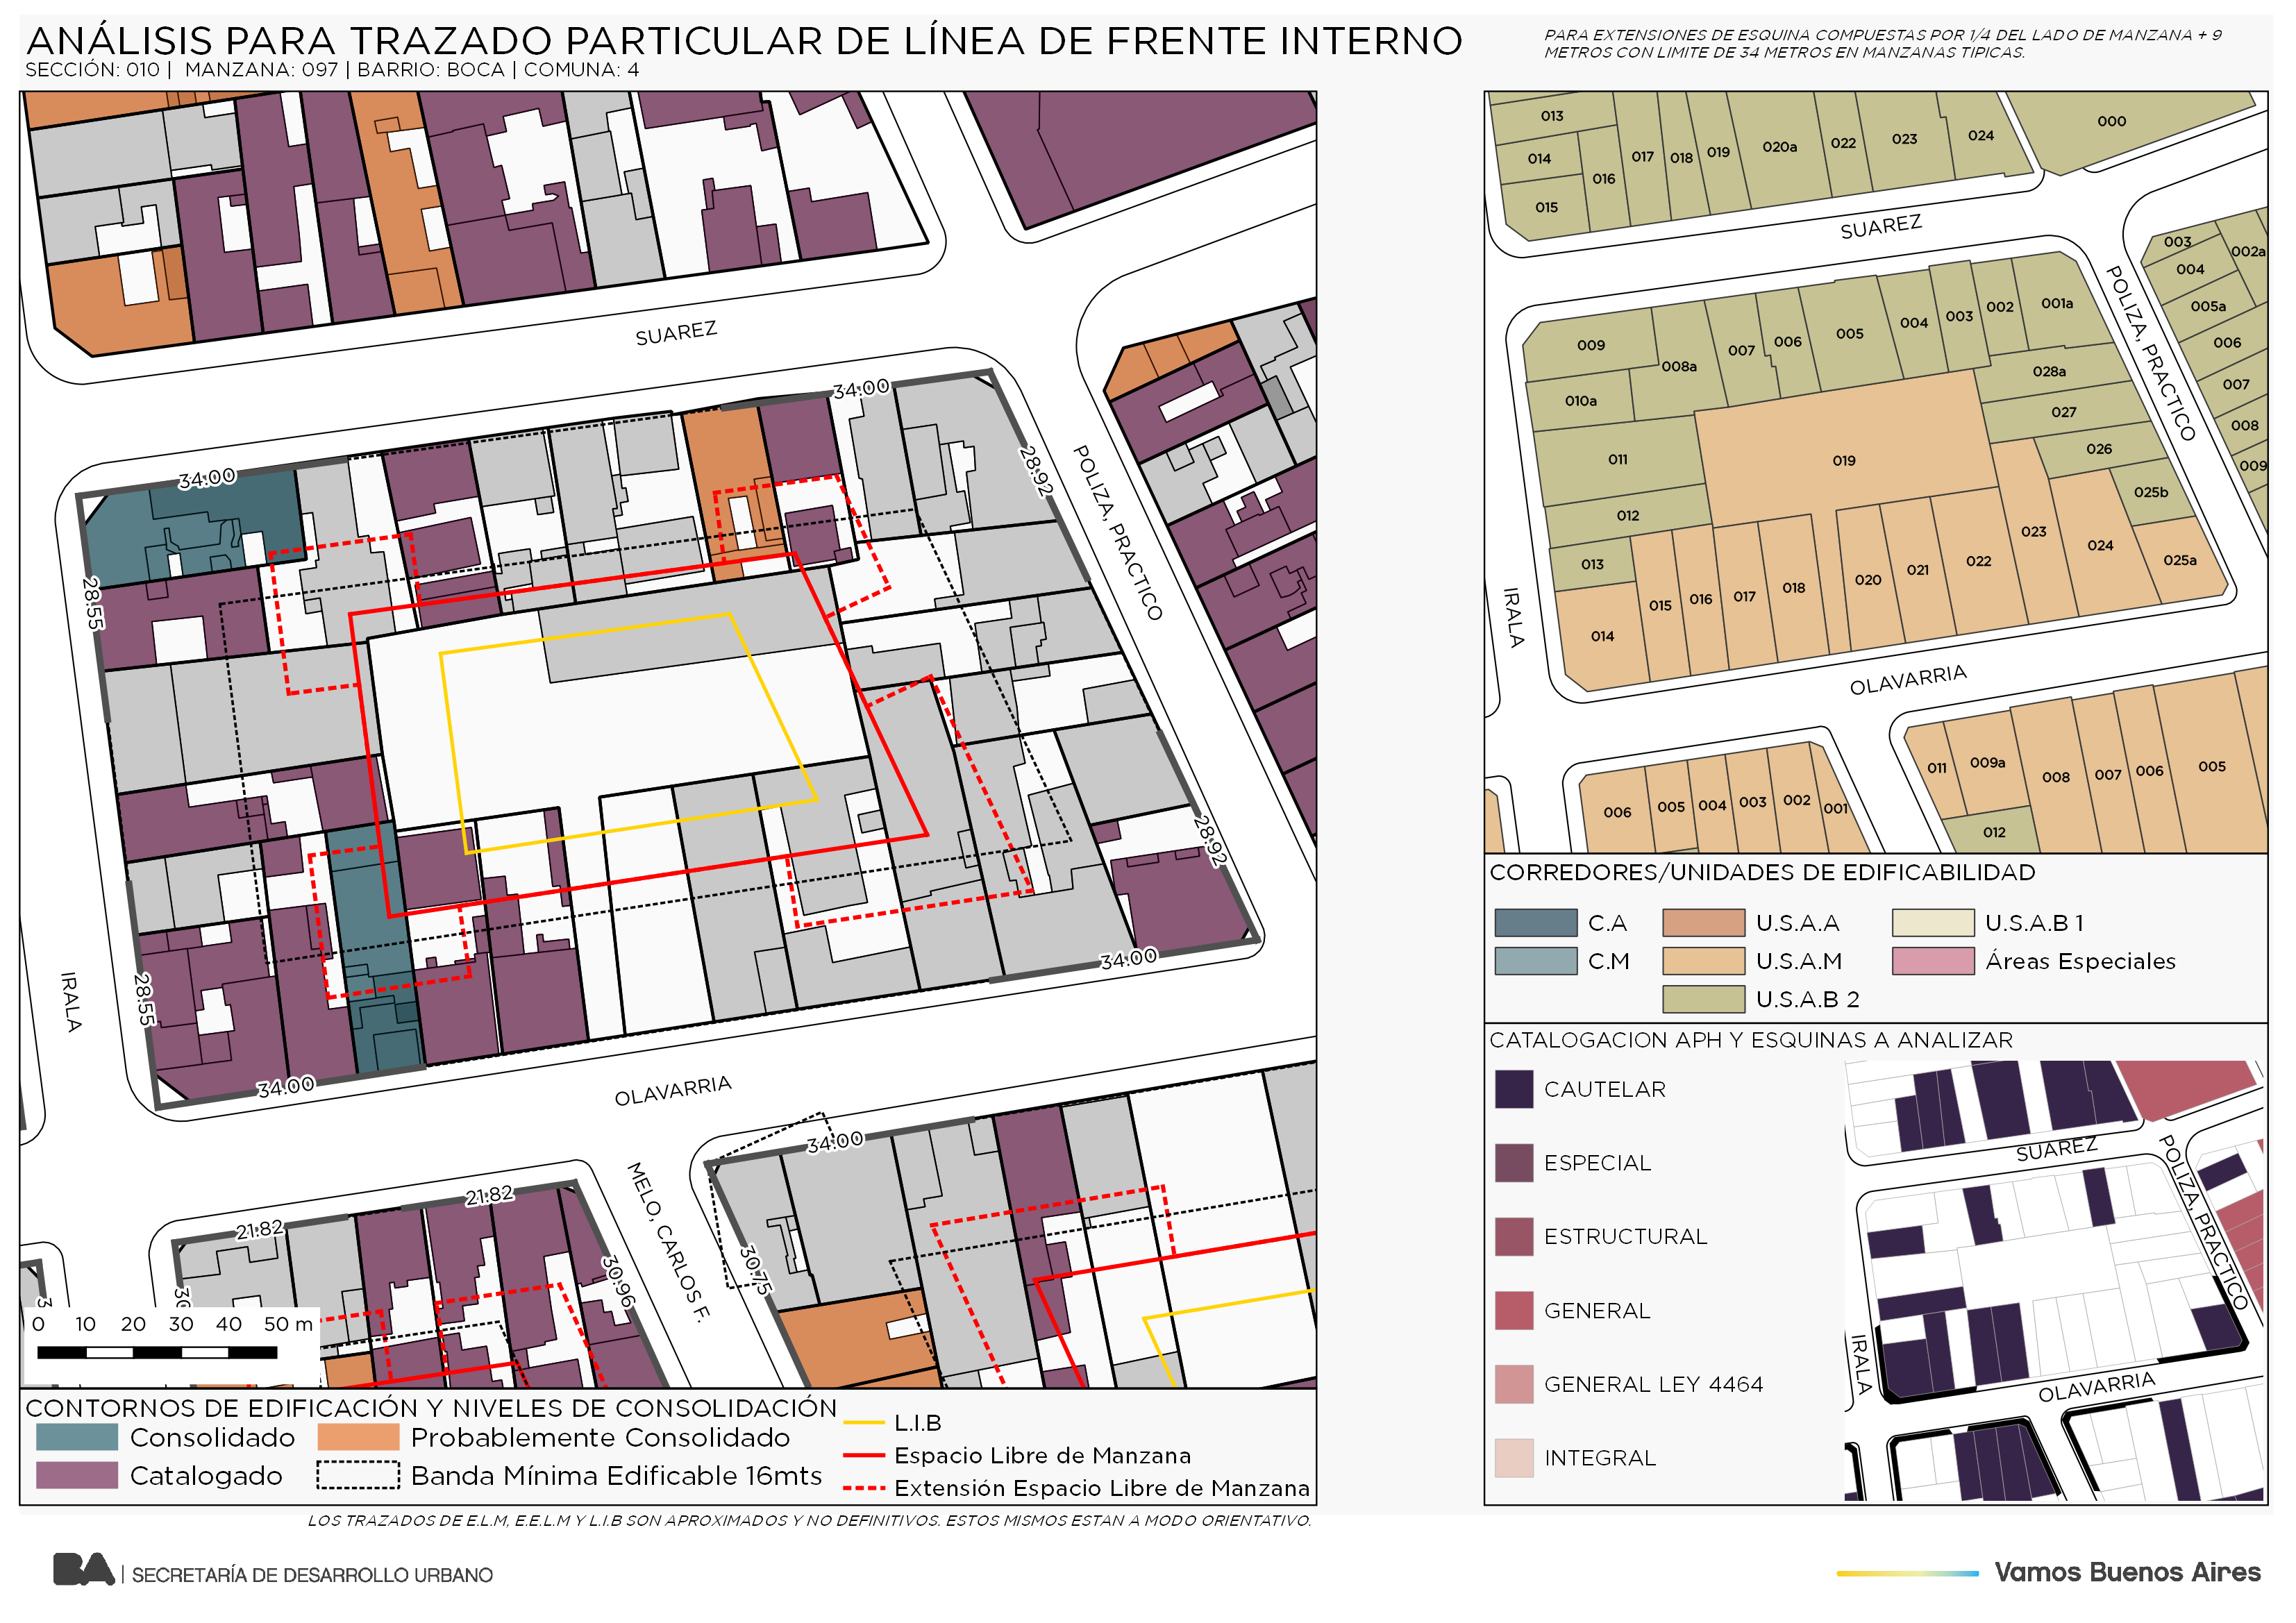 ANÁLISIS PARA TRAZADO PARTICULAR DE LÍNEA DE FRENTE INTERNO
SECCIÓN: 010 | MANZANA: 097 | BARRIO: BOCA | COMUNA: 4
PARA EXTENSIONES DE ESQUINA COMPUESTAS POR 1/4 DEL LADO DE MANZANA + 9
METROS CON LIMITE DE 34 METROS EN MANZANAS TIPICAS.
SUAREZ
34.00
34.00
28.92
POLIZA, PRACTICO
28.55
28.92
34.00
IRALA
28.55
34.00
OLAVARRIA
MELO, CARLOS F.
34.00
21.82
21.82
30.96
30.75
0 10 20 30 40 50 m
CONTORNOS DE EDIFICACIÓN Y NIVELES DE CONSOLIDACIÓN
Consolidado
Probablemente Consolidado
Catalogado
Banda Mínima Edificable 16mts
L.I.B
Espacio Libre de Manzana
Extensión Espacio Libre de Manzana
LOS TRAZADOS DE E.L.M, E.E.L.M Y L.I.B SON APROXIMADOS Y NO DEFINITIVOS. ESTOS MISMOS ESTAN A MODO ORIENTATIVO.
013
014
015
016
017
018
019
020a
022
023
024
000
SUAREZ
POLIZA, PRACTICO
003
002a
004
005a
006
007
008
009
009
008a
007
006
005
004
003
002
001a
010a
028a
027
011
019
026
012
025b
013
023
024
025a
014
015
016
017
018
020
021
022
IRALA
OLAVARRIA
006
005
004
003
002
001
011
009a
008
007
006
005
012
CORREDORES/UNIDADES DE EDIFICABILIDAD
C.A
U.S.A.A
U.S.A.B 1
C.M
U.S.A.M
Áreas Especiales
U.S.A.B 2
CATALOGACION APH Y ESQUINAS A ANALIZAR
CAUTELAR
ESPECIAL
ESTRUCTURAL
GENERAL
GENERAL LEY 4464
INTEGRAL
SUAREZ
POLIZA, PRACTICO
IRALA
OLAVARRIA
BA | SECRETARÍA DE DESARROLLO URBANO
Vamos Buenos Aires